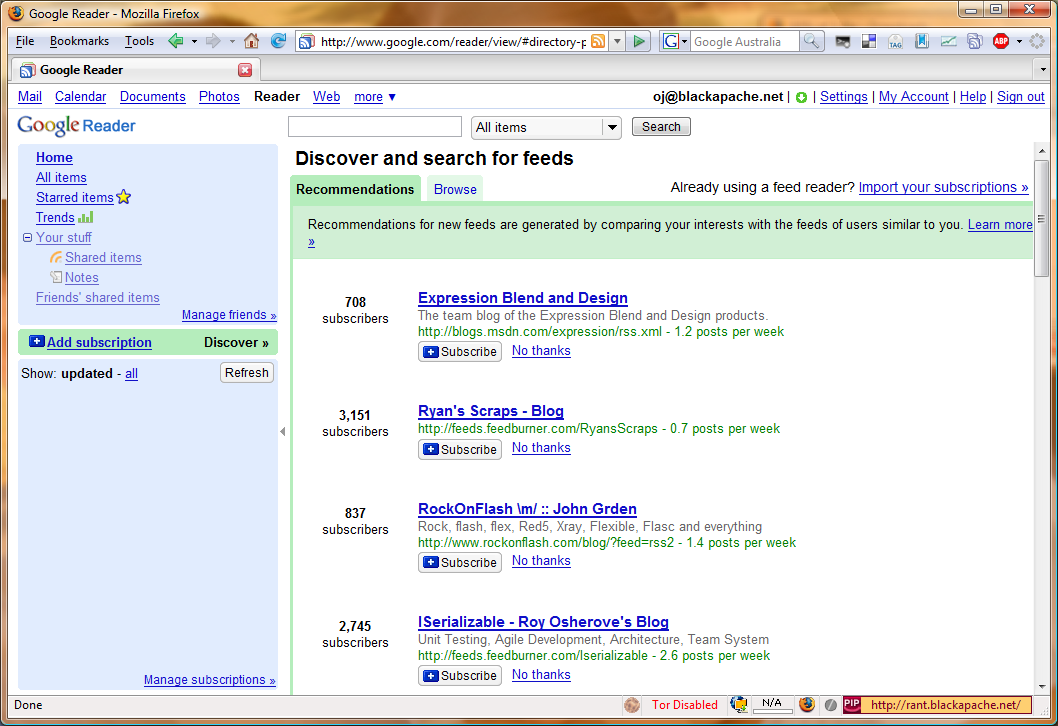 Google Reader - Mozilla Firefox
File Bookmarks Tools http://www.google.com/reader/view/#directory-p Google Australia TAG ABP
Google Reader
Mail Calendar Documents Photos Reader Web more ▼ oj@blackapache.net | | Settings | My Account | Help | Sign out
Google Reader All items Search
Home
All items
Starred items
Trends
Your stuff
Shared items
Notes
Friends' shared items
Manage friends »
Add subscription Discover »
Show: updated - all Refresh
Manage subscriptions »
Discover and search for feeds
Recommendations Browse Already using a feed reader? Import your subscriptions »
Recommendations for new feeds are generated by comparing your interests with the feeds of users similar to you. Learn more
»
708 subscribers
Expression Blend and Design
The team blog of the Expression Blend and Design products.
http://blogs.msdn.com/expression/rss.xml - 1.2 posts per week
Subscribe No thanks
3,151 subscribers
Ryan's Scraps - Blog
http://feeds.feedburner.com/RyansScraps - 0.7 posts per week
Subscribe No thanks
837 subscribers
RockOnFlash \m/ :: John Grden
Rock, flash, flex, Red5, Xray, Flexible, Flasc and everything
http://www.rockonflash.com/blog/?feed=rss2 - 1.4 posts per week
Subscribe No thanks
2,745 subscribers
ISerializable - Roy Osherove's Blog
Unit Testing, Agile Development, Architecture, Team System
http://feeds.feedburner.com/Iserializable - 2.6 posts per week
Subscribe No thanks
Done Tor Disabled N/A PIP http://rant.blackapache.net/